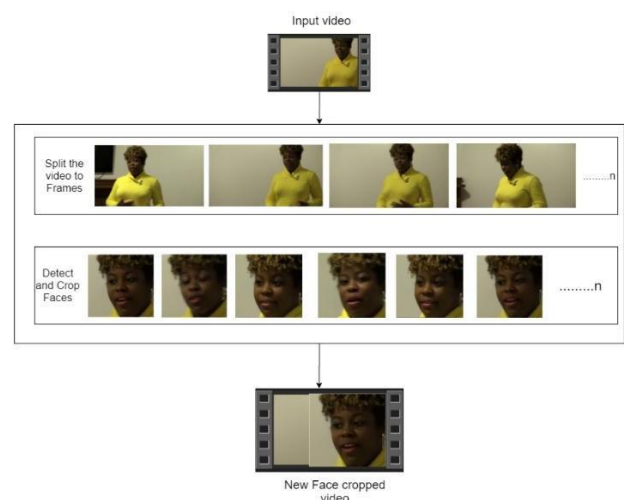 Input video
Split the
video to
Frames
.........n
Detect
and Crop
Faces
.........n
New Face cropped
video